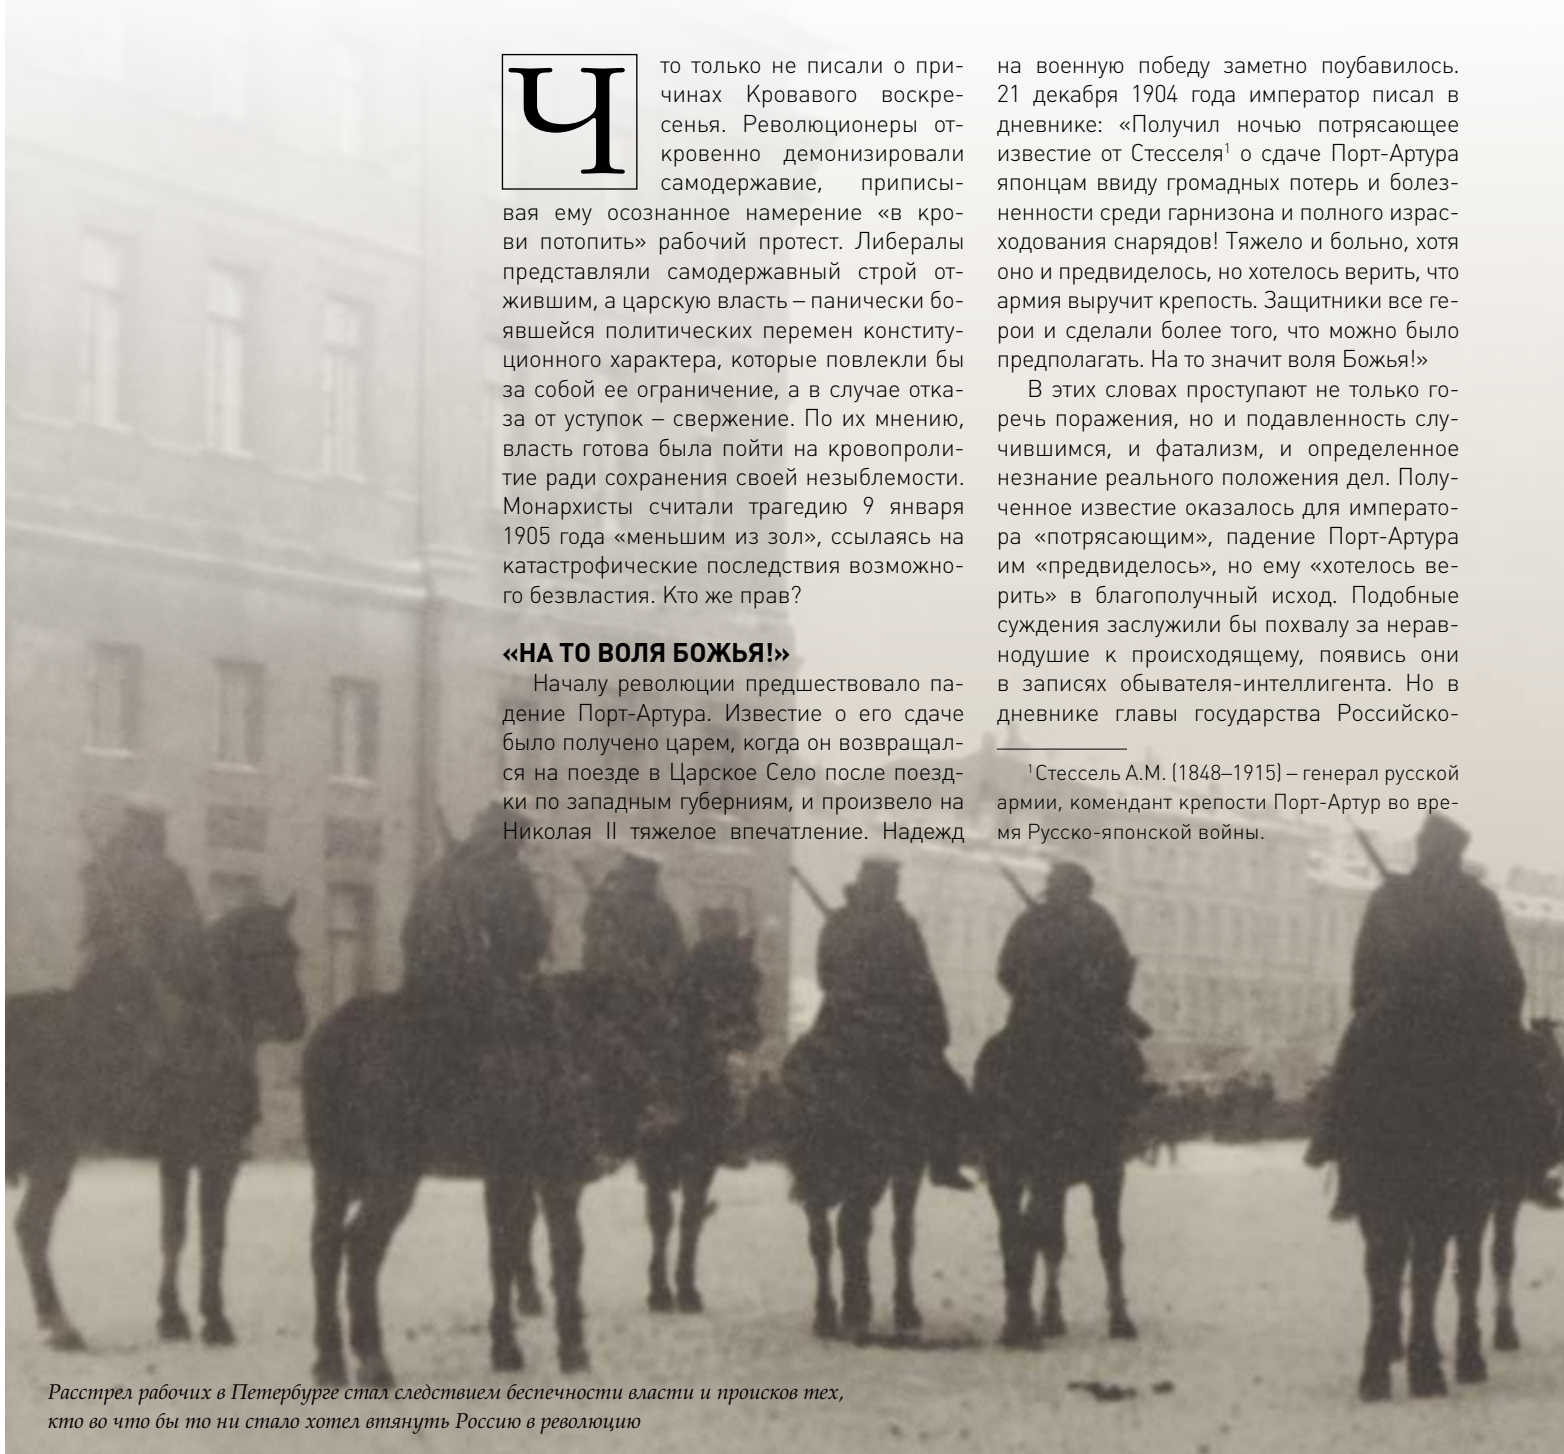 Что только не писали о при-
чинах Кровавого воскре-
сенья. Революционеры от-
кровенно демонизировали
самодержавие, приписы-
вая ему осознанное намерение «в кро-
ви потопить» рабочий протест. Либералы
представляли самодержавный строй от-
жившим, а царскую власть – панически бо-
явшейся политических перемен конститу-
ционного характера, которые повлекли бы
за собой ее ограничение, а в случае отка-
за от уступок – свержение. По их мнению,
власть готова была пойти на кровопроли-
тие ради сохранения своей незыблемости.
Монархисты считали трагедию 9 января
1905 года «меньшим из зол», ссылаясь на
катастрофические последствия возможно-
го безвластия. Кто же прав?
«НА ТО ВОЛЯ БОЖЬЯ!»
Началу революции предшествовало па-
дение Порт-Артура. Известие о его сдаче
было получено царем, когда он возвращал-
ся на поезде в Царское Село после поезд-
ки по западным губерниям, и произвело на
Николая II тяжелое впечатление. Надежд
на военную победу заметно поубавилось.
21 декабря 1904 года император писал в
дневнике: «Получил ночью потрясающее
известие от Стесселя¹ о сдаче Порт-Артура
японцам ввиду громадных потерь и болез-
ненности среди гарнизона и полного израс-
ходования снарядов! Тяжело и больно, хотя
оно и предвиделось, но хотелось верить, что
армия выручит крепость. Защитники все ге-
рои и сделали более того, что можно было
предполагать. На то значит воля Божья!»
В этих словах проступают не только го-
речь поражения, но и подавленность слу-
чившимся, и фатализм, и определенное
незнание реального положения дел. Полу-
ченное известие оказалось для императо-
ра «потрясающим», падение Порт-Артура
им «предвиделось», но ему «хотелось ве-
рить» в благополучный исход. Подобные
суждения заслужили бы похвалу за нерав-
нодушие к происходящему, появись они
в записях обывателя-интеллигента. Но в
дневнике главы государства Российско-
¹ Стессель А.М. (1848–1915) – генерал русской
армии, комендант крепости Порт-Артур во вре-
мя Русско-японской войны.
Расстрел рабочих в Петербурге стал следствием беспечности власти и происков тех,
кто во что бы то ни стало хотел втянуть Россию в революцию